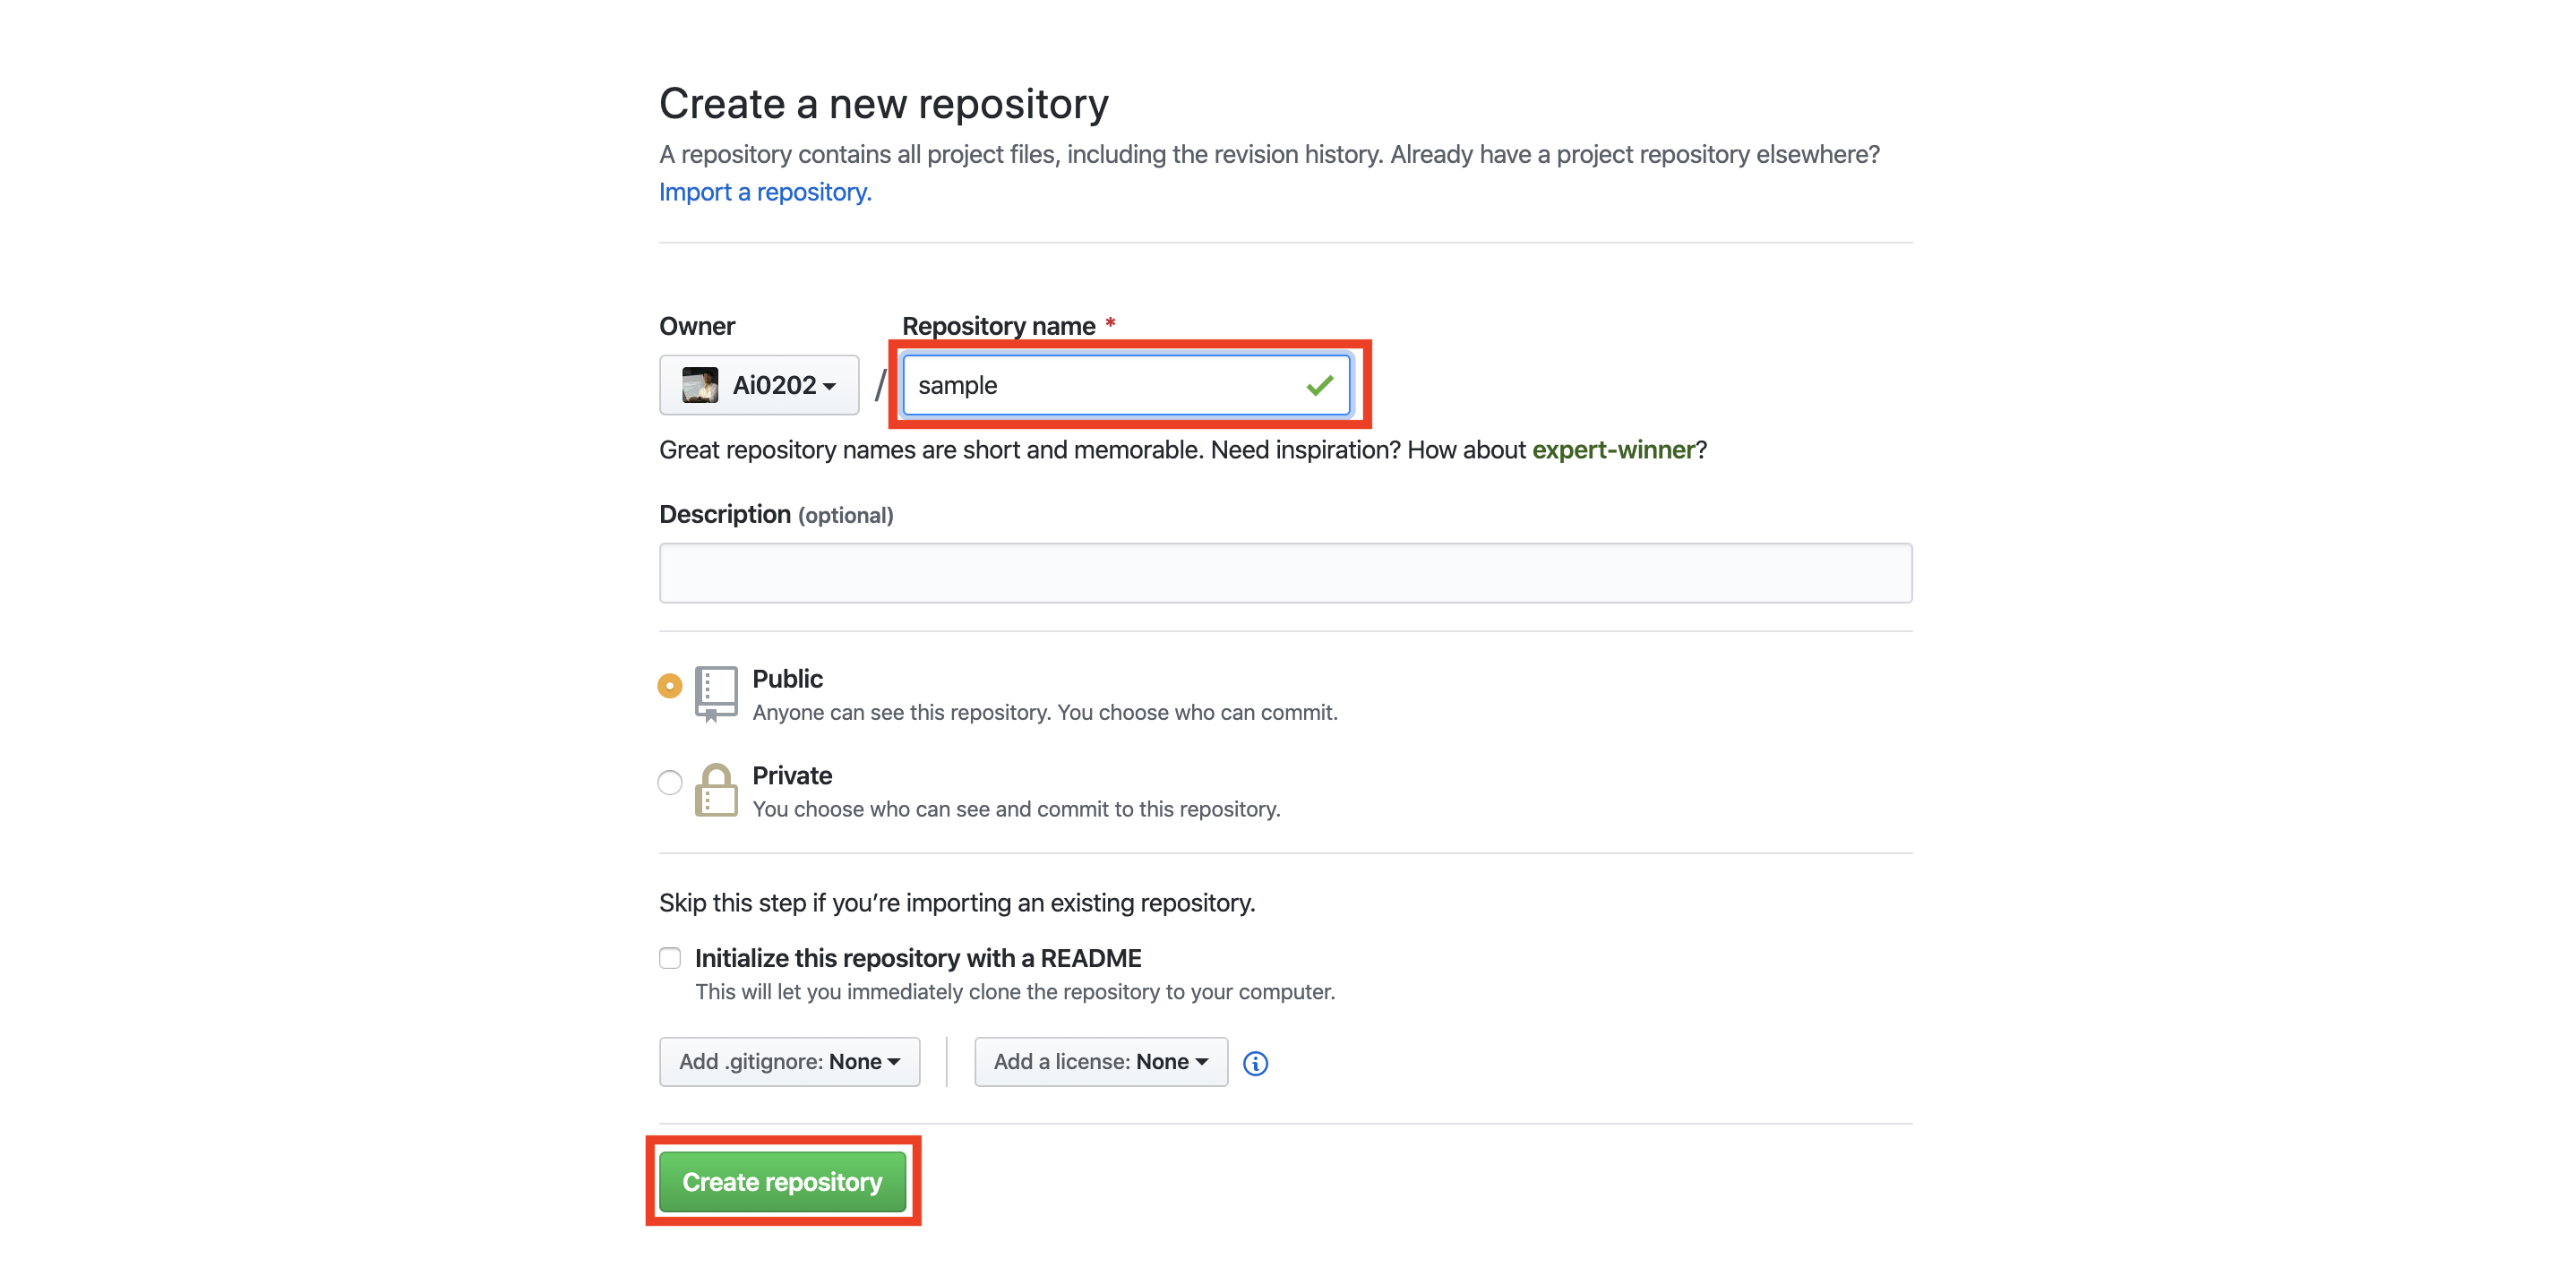 Create a new repository
A repository contains all project files, including the revision history. Already have a project repository elsewhere?
Import a repository.
Owner
Repository name *
Ai0202
/
sample
Great repository names are short and memorable. Need inspiration? How about expert-winner?
Description (optional)
Public
Anyone can see this repository. You choose who can commit.
Private
You choose who can see and commit to this repository.
Skip this step if you’re importing an existing repository.
Initialize this repository with a README
This will let you immediately clone the repository to your computer.
Add .gitignore: None
Add a license: None
Create repository